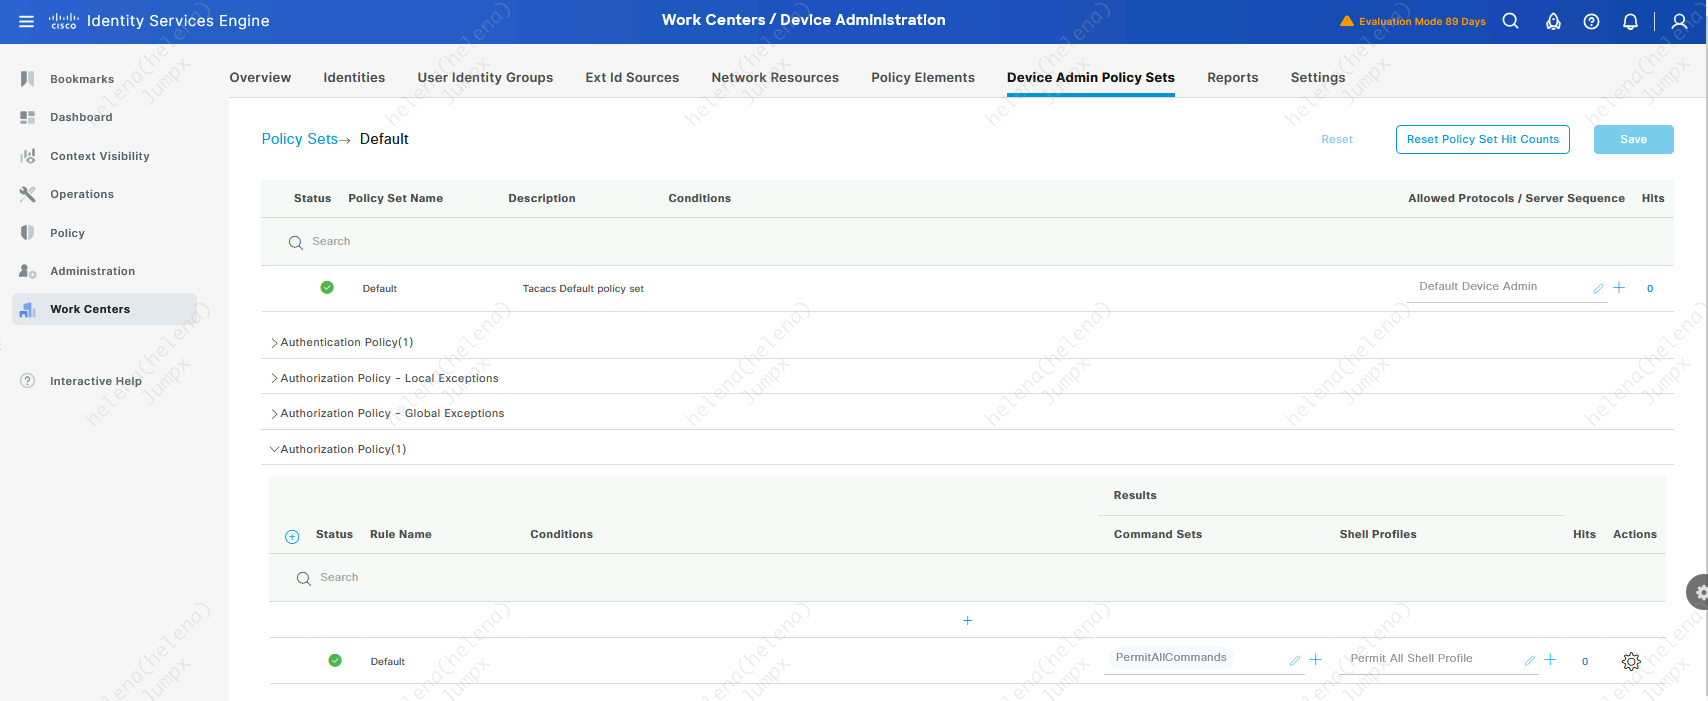 cisco Identity Services Engine
Work Centers / Device Administration
Evaluation Mode 89 Days
Bookmarks
Dashboard
Context Visibility
Operations
Policy
Administration
Work Centers
Interactive Help
Overview Identities User Identity Groups Ext Id Sources Network Resources Policy Elements Device Admin Policy Sets Reports Settings
Policy Sets→ Default
Reset Reset Policy Set Hit Counts Save
Status Policy Set Name Description Conditions Allowed Protocols / Server Sequence Hits
Search
Default Tacacs Default policy set Default Device Admin 0
Authentication Policy(1)
Authorization Policy - Local Exceptions
Authorization Policy - Global Exceptions
Authorization Policy(1)
Results
Status Rule Name Conditions Command Sets Shell Profiles Hits Actions
Search
+
Default PermitAllCommands Permit All Shell Profile 0
helena(helena)
Jumpx